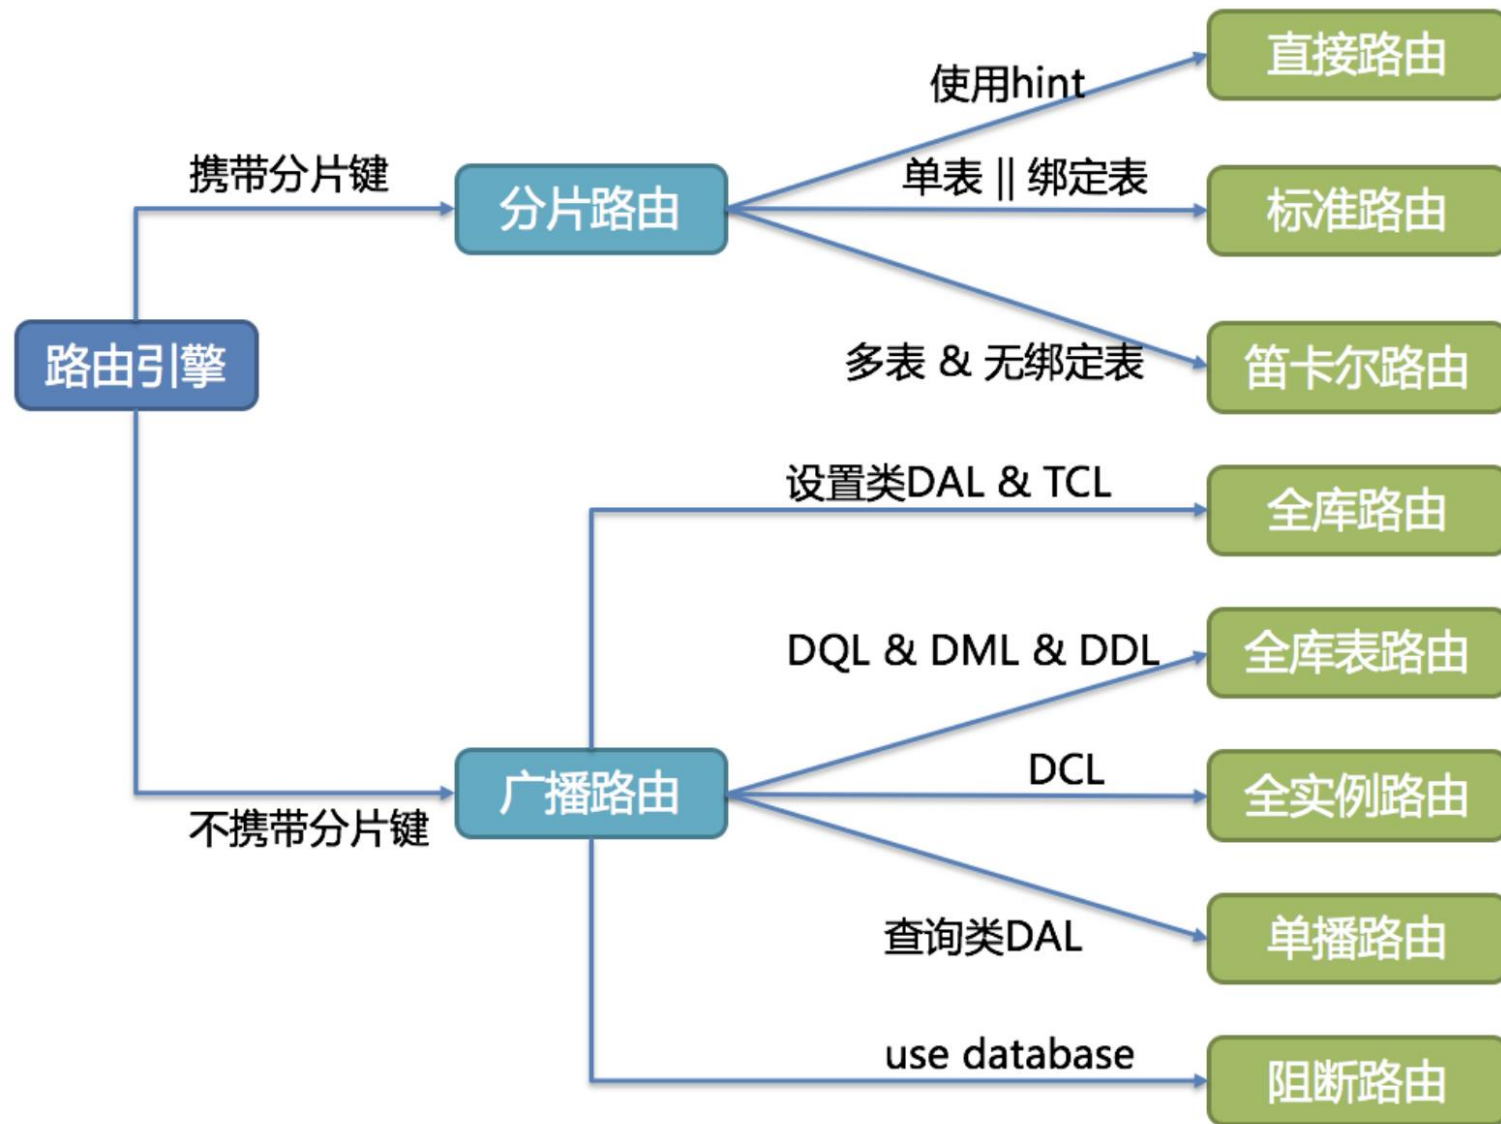 直接路由
使用hint
携带分片键
单表 || 绑定表
分片路由
标准路由
路由引擎
多表 & 无绑定表
笛卡尔路由
设置类DAL & TCL
全库路由
DQL & DML & DDL
全库表路由
广播路由
DCL
全实例路由
不携带分片键
查询类DAL
单播路由
use database
阻断路由